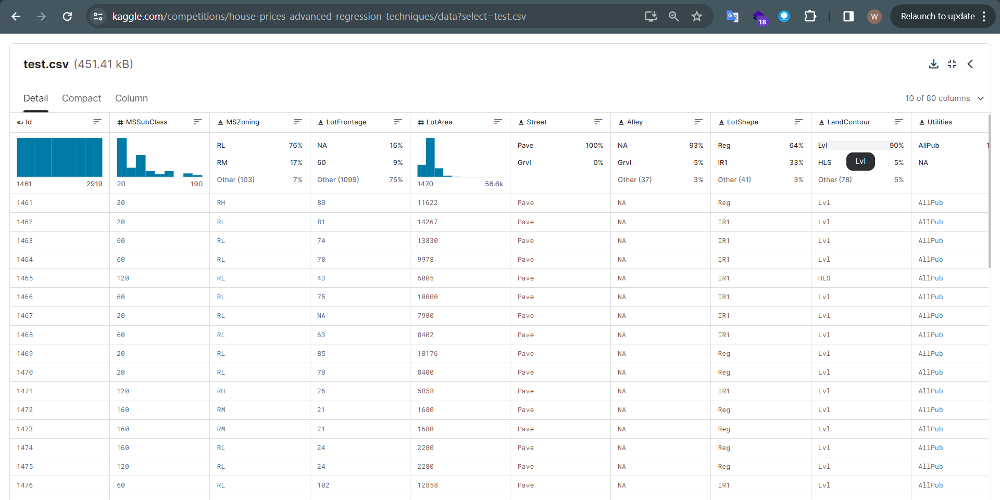 kaggle.com/competitions/house-prices-advanced-regression-techniques/data?select=test.csv
18
W
Relaunch to update
test.csv (451.41 kB)
Detail Compact Column
10 of 80 columns
Id MSSubClass MSZoning LotFrontage LotArea Street Alley LotShape LandContour Utilities
RL 76% NA 16% Pave 100% NA 93% Reg 64% Lvl 90% AllPub 1
RM 17% 60 9% Grvl 0% Grvl 5% IR1 33% HLS 5% NA
Lvl
Other (103) 7% Other (1099) 75% Other (37) 3% Other (41) 3% Other (78) 5%
1461 2919 20 190 1470 56.6k
1461 20 RH 80 11622 Pave NA Reg Lvl AllPub
1462 20 RL 81 14267 Pave NA IR1 Lvl AllPub
1463 60 RL 74 13830 Pave NA IR1 Lvl AllPub
1464 60 RL 78 9978 Pave NA IR1 Lvl AllPub
1465 120 RL 43 5005 Pave NA IR1 HLS AllPub
1466 60 RL 75 10000 Pave NA IR1 Lvl AllPub
1467 20 RL NA 7980 Pave NA IR1 Lvl AllPub
1468 60 RL 63 8402 Pave NA IR1 Lvl AllPub
1469 20 RL 85 10176 Pave NA Reg Lvl AllPub
1470 20 RL 70 8400 Pave NA Reg Lvl AllPub
1471 120 RH 26 5858 Pave NA IR1 Lvl AllPub
1472 160 RM 21 1680 Pave NA Reg Lvl AllPub
1473 160 RM 21 1680 Pave NA Reg Lvl AllPub
1474 160 RL 24 2280 Pave NA Reg Lvl AllPub
1475 120 RL 24 2280 Pave NA Reg Lvl AllPub
1476 60 RL 102 12858 Pave NA IR1 Lvl AllPub